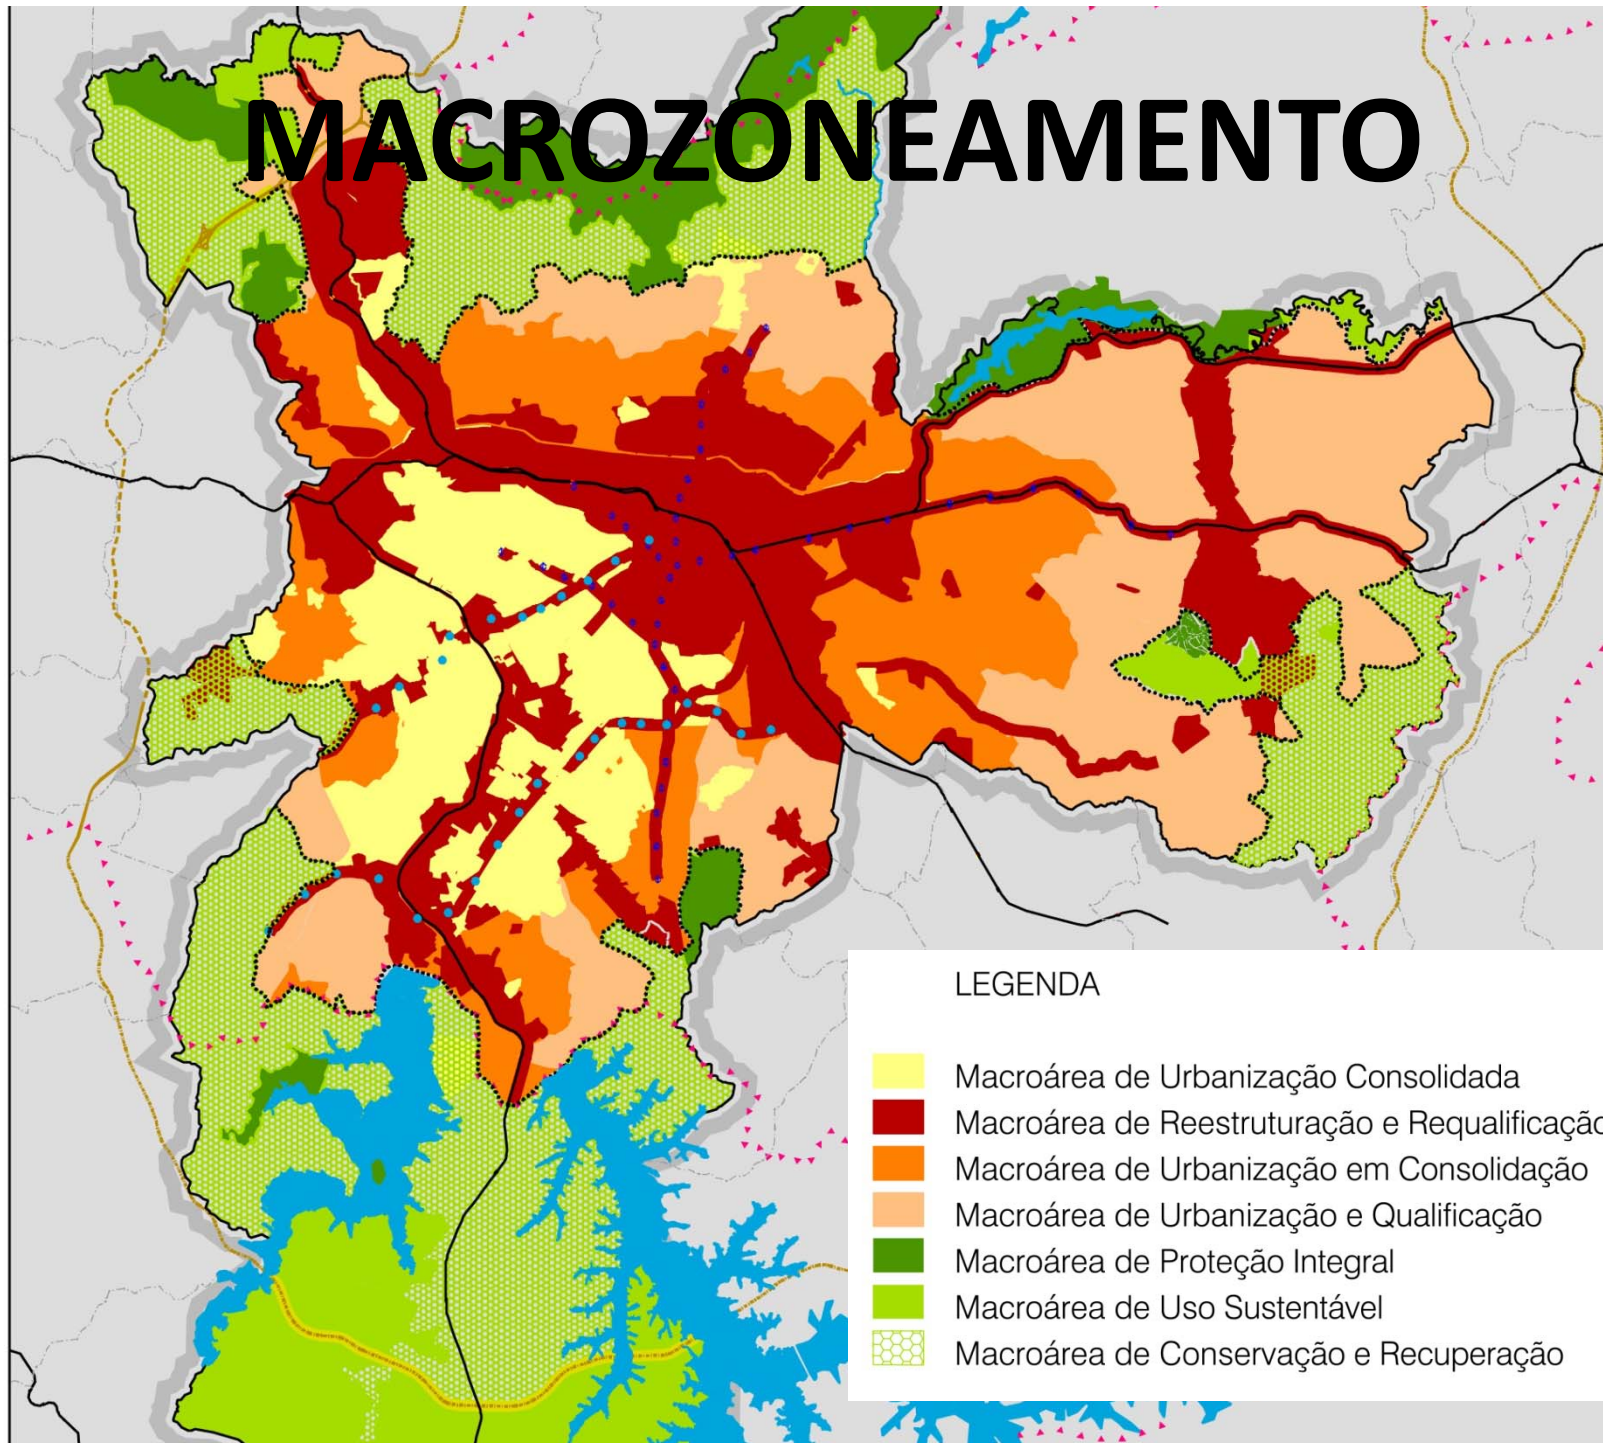 MACROZONEAMENTO
LEGENDA
Macroárea de Urbanização Consolidada
Macroárea de Reestruturação e Requalificação
Macroárea de Urbanização em Consolidação
Macroárea de Urbanização e Qualificação
Macroárea de Proteção Integral
Macroárea de Uso Sustentável
Macroárea de Conservação e Recuperação